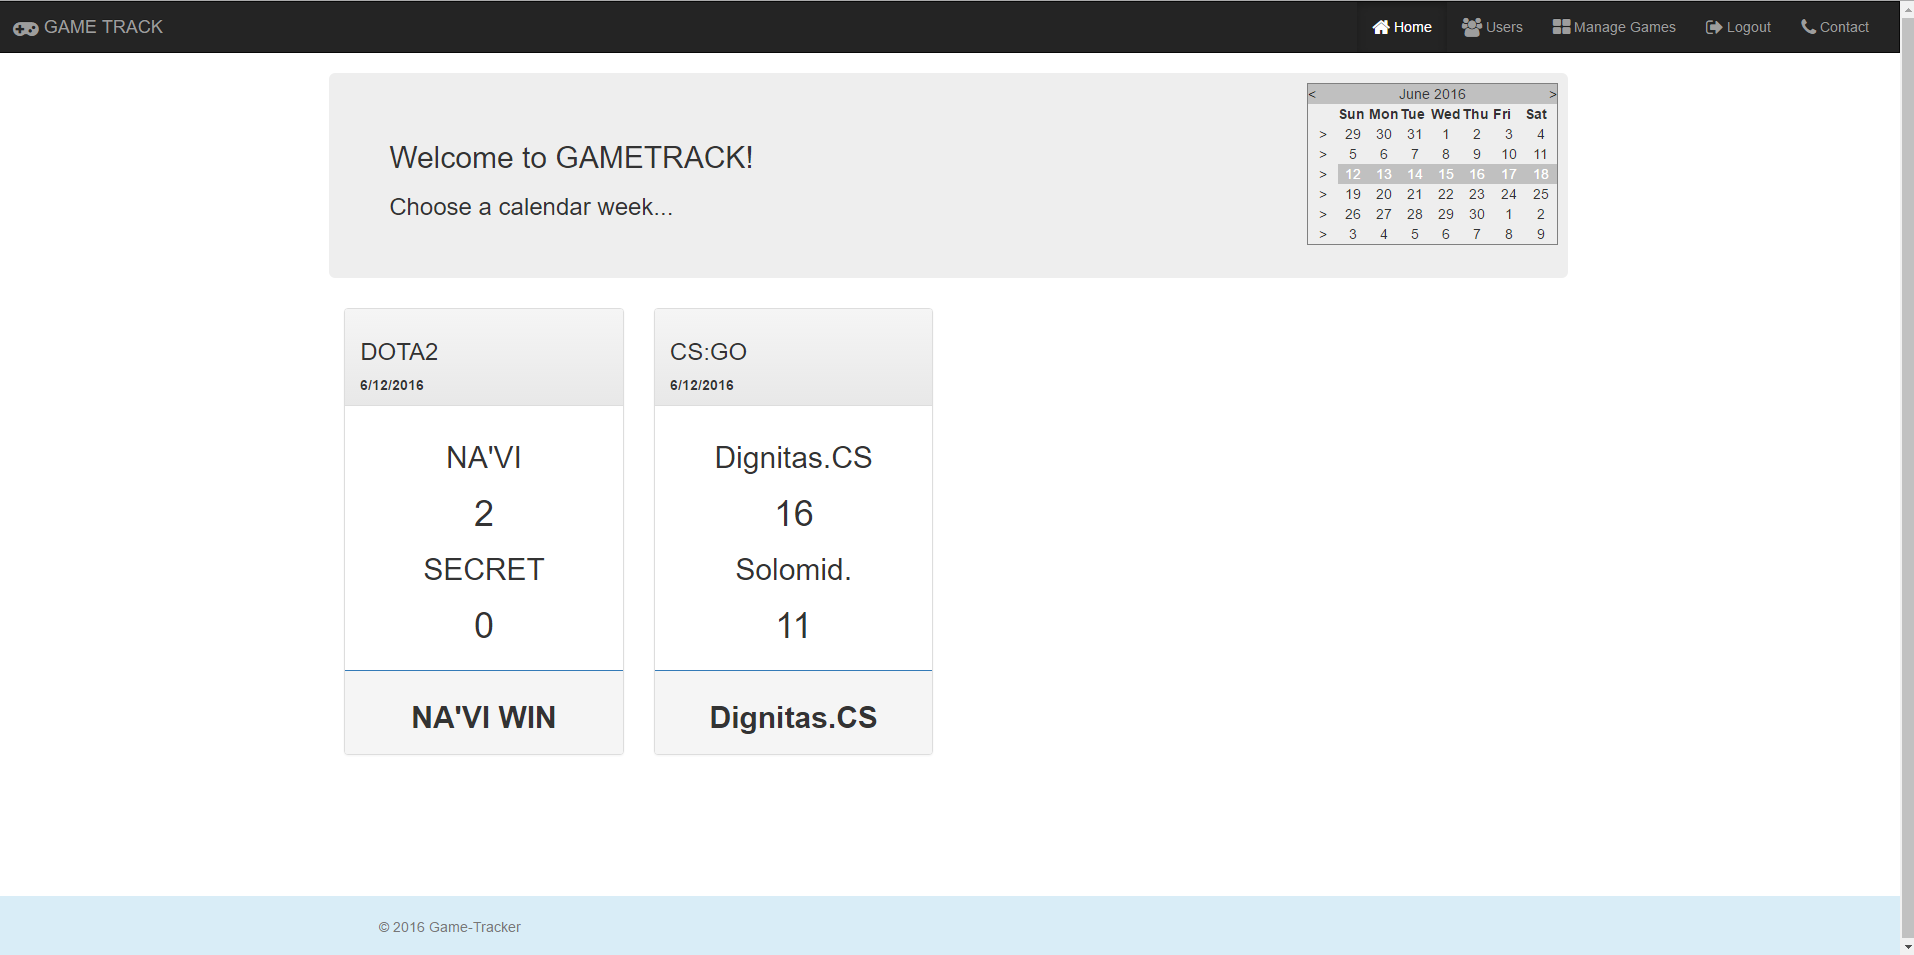 GAME TRACK Home Users Manage Games Logout Contact
Welcome to GAMETRACK!
Choose a calendar week...
< June 2016 >
Sun Mon Tue Wed Thu Fri Sat
> 29 30 31 1 2 3 4
> 5 6 7 8 9 10 11
> 12 13 14 15 16 17 18
> 19 20 21 22 23 24 25
> 26 27 28 29 30 1 2
> 3 4 5 6 7 8 9
DOTA2
6/12/2016
NA'VI
2
SECRET
0
NA'VI WIN
CS:GO
6/12/2016
Dignitas.CS
16
Solomid.
11
Dignitas.CS
© 2016 Game-Tracker